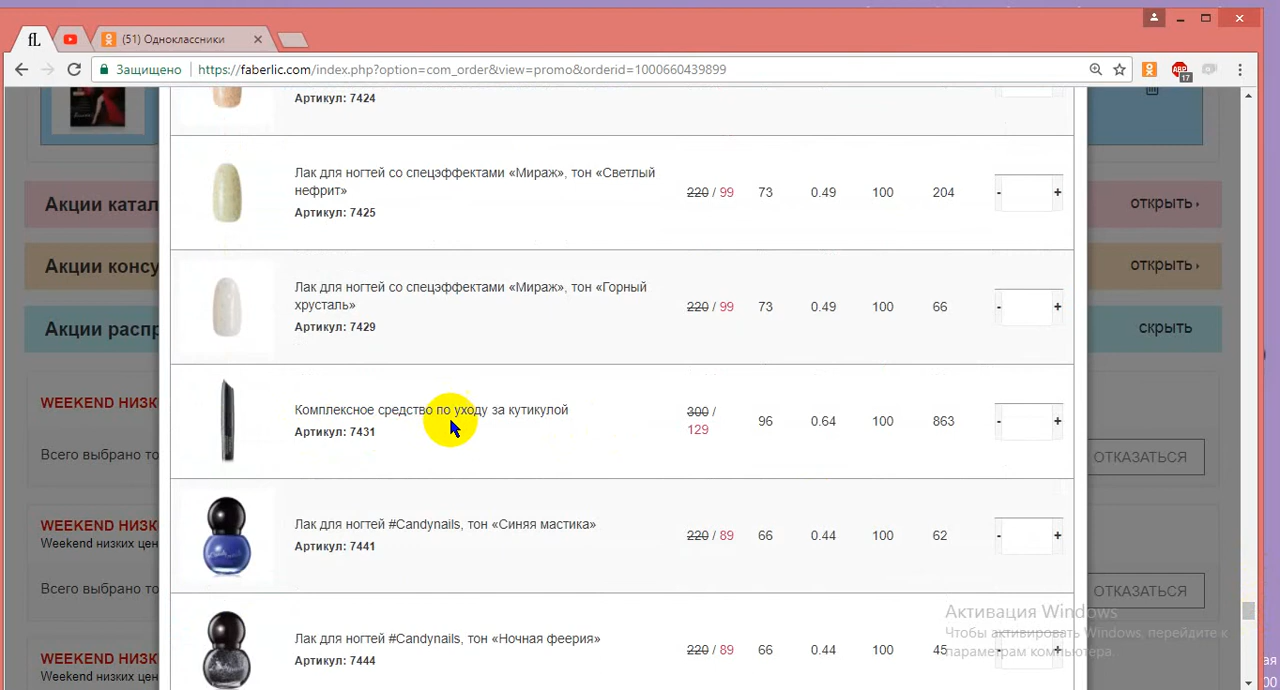 fL
(51) Одноклассники
Защищено
https://faberlic.com/index.php?option=com_order&view=promo&orderid=1000660439899
ABP
17
Артикул: 7424
Лак для ногтей со спецэффектами «Мираж», тон «Светлый
нефрит»
Артикул: 7425
220 / 99 73 0.49 100 204 - +
Акции катал
открыть
Акции консу
открыть
Лак для ногтей со спецэффектами «Мираж», тон «Горный
хрусталь»
Артикул: 7429
220 / 99 73 0.49 100 66 - +
Акции распр
скрыть
WEEKEND НИЗК
Всего выбрано то
ОТКАЗАТЬСЯ
Комплексное средство по уходу за кутикулой
Артикул: 7431
300 /
129
96 0.64 100 863 - +
WEEKEND НИЗК
Weekend низких цен
Всего выбрано то
ОТКАЗАТЬСЯ
Лак для ногтей #Candynails, тон «Синяя мастика»
Артикул: 7441
220 / 89 66 0.44 100 62 - +
WEEKEND НИЗК
Weekend низких цен
Лак для ногтей #Candynails, тон «Ночная феерия»
Артикул: 7444
220 / 89 66 0.44 100 45 - +
Активация Windows
Чтобы активировать Windows, перейдите к
параметрам компьютера.
ая
00